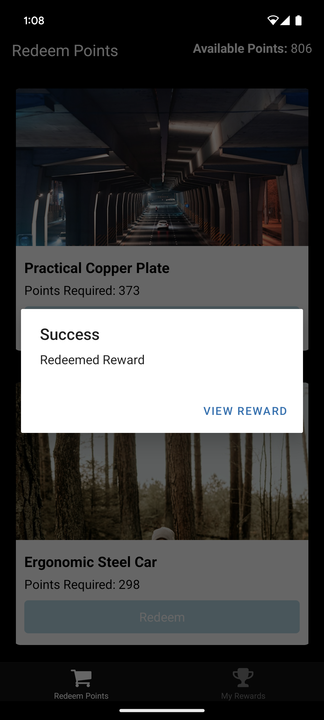 1:08
Redeem Points
Available Points: 806
Practical Copper Plate
Points Required: 373
Success
Redeemed Reward
VIEW REWARD
Ergonomic Steel Car
Points Required: 298
Redeem
Redeem Points
My Rewards